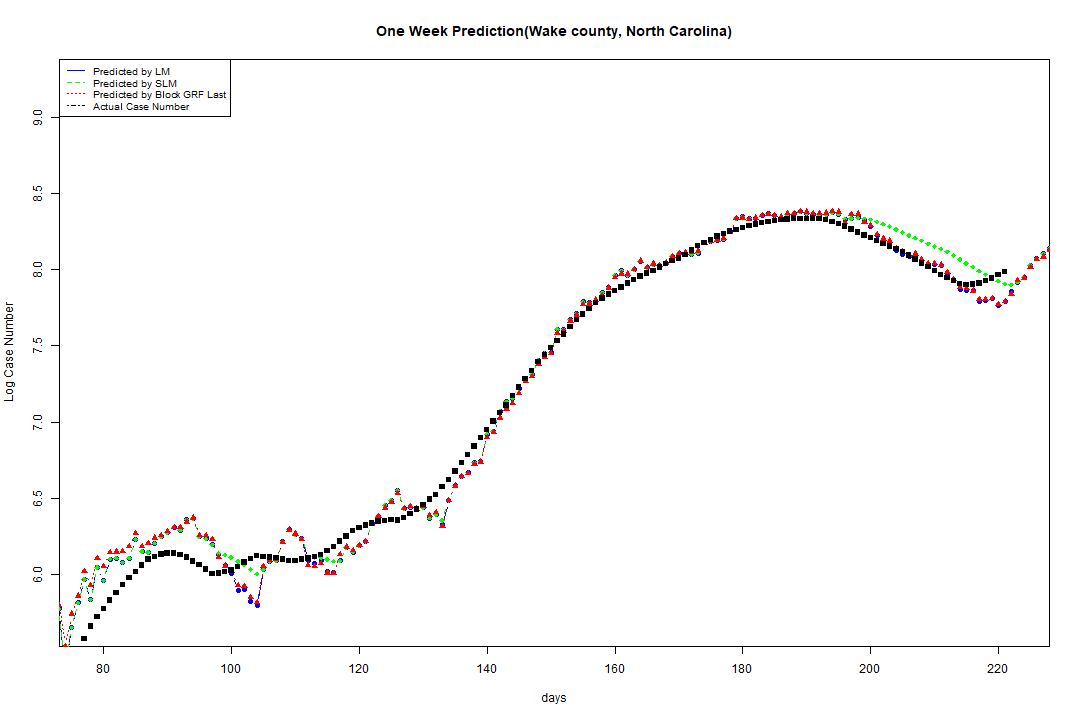 One Week Prediction(Wake county, North Carolina)
Predicted by LM
Predicted by SLM
Predicted by Block GRF Last
Actual Case Number
Log Case Number
9.0
8.5
8.0
7.5
7.0
6.5
6.0
80 100 120 140 160 180 200 220
days